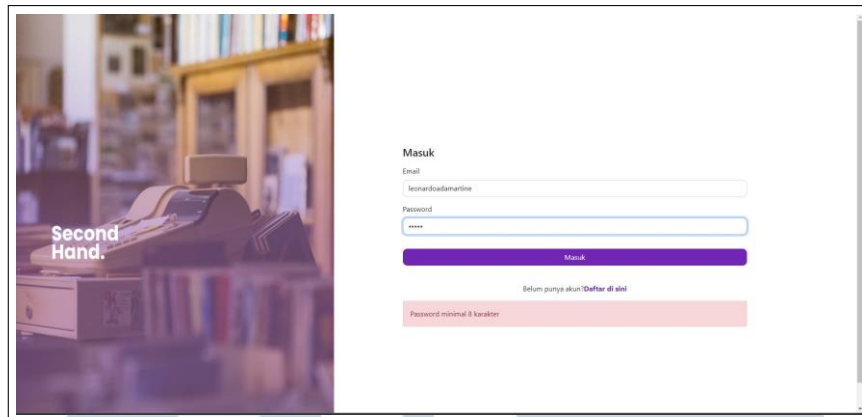 Second
Hand.
Masuk
Email
leonardoadamartine
Password
•••••
Masuk
Belum punya akun?Daftar di sini
Password minimal 8 karakter